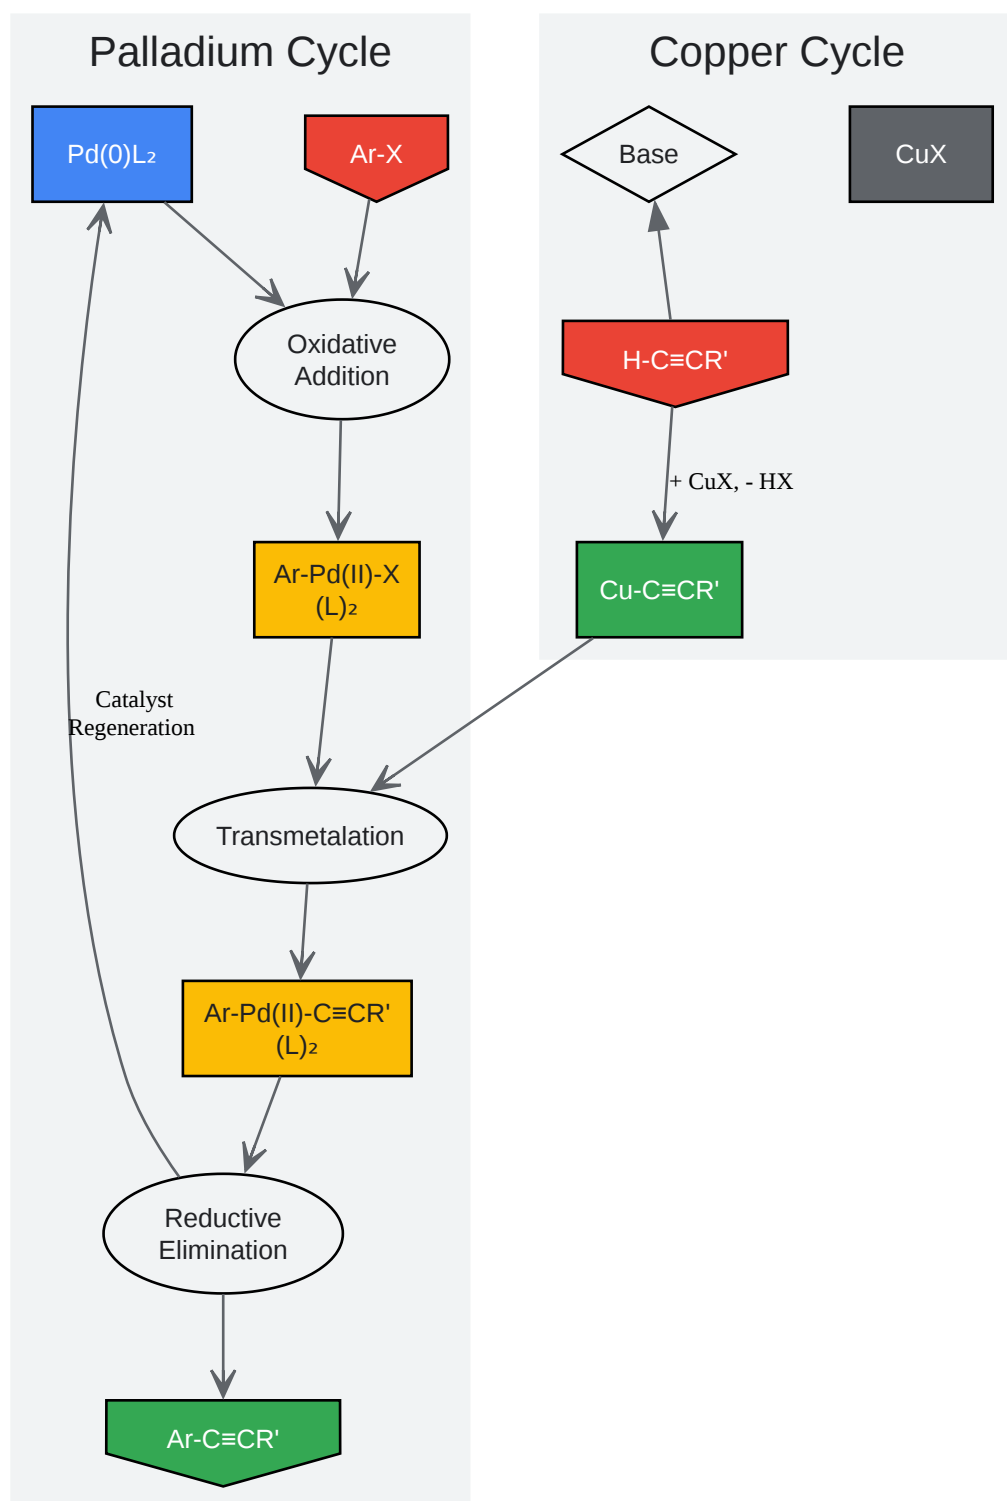 Palladium Cycle
Copper Cycle
Pd(0)L₂
Ar-X
Base
CuX
Oxidative
Addition
H-C≡CR'
+ CuX, - HX
Ar-Pd(II)-X
(L)₂
Cu-C≡CR'
Catalyst
Regeneration
Transmetalation
Ar-Pd(II)-C≡CR'
(L)₂
Reductive
Elimination
Ar-C≡CR'